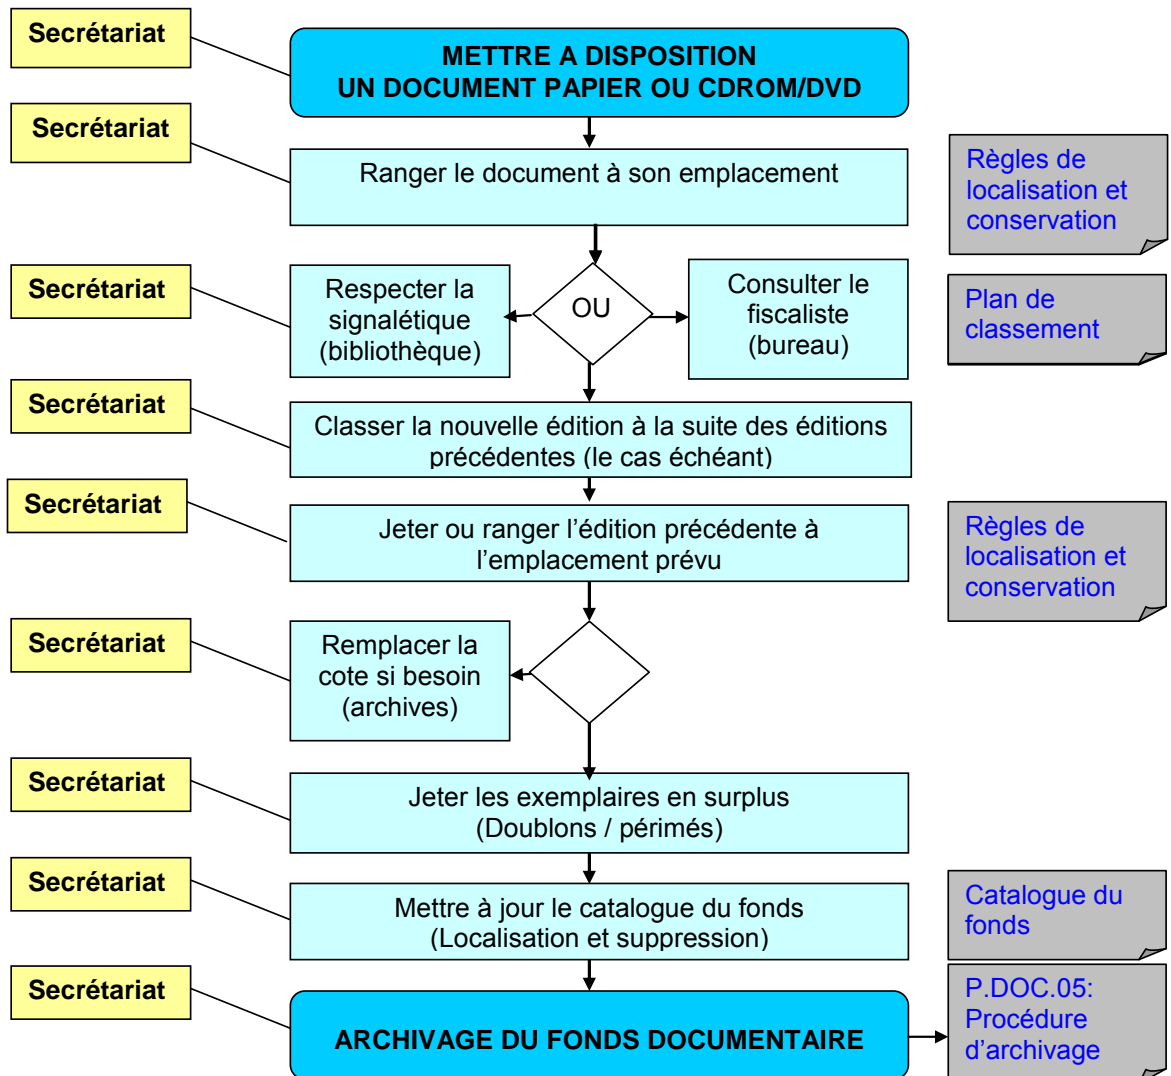 Secrétariat
METTRE A DISPOSITION
UN DOCUMENT PAPIER OU CDROM/DVD
Secrétariat
Ranger le document à son emplacement
Règles de
localisation et
conservation
Secrétariat
Respecter la
signalétique
(bibliothèque)
OU
Consulter le
fiscaliste
(bureau)
Plan de
classement
Secrétariat
Classer la nouvelle édition à la suite des éditions
précédentes (le cas échéant)
Secrétariat
Jeter ou ranger l’édition précédente à
l’emplacement prévu
Règles de
localisation et
conservation
Secrétariat
Remplacer la
cote si besoin
(archives)
Secrétariat
Jeter les exemplaires en surplus
(Doublons / périmés)
Secrétariat
Mettre à jour le catalogue du fonds
(Localisation et suppression)
Catalogue du
fonds
Secrétariat
ARCHIVAGE DU FONDS DOCUMENTAIRE
P.DOC.05:
Procédure
d’archivage